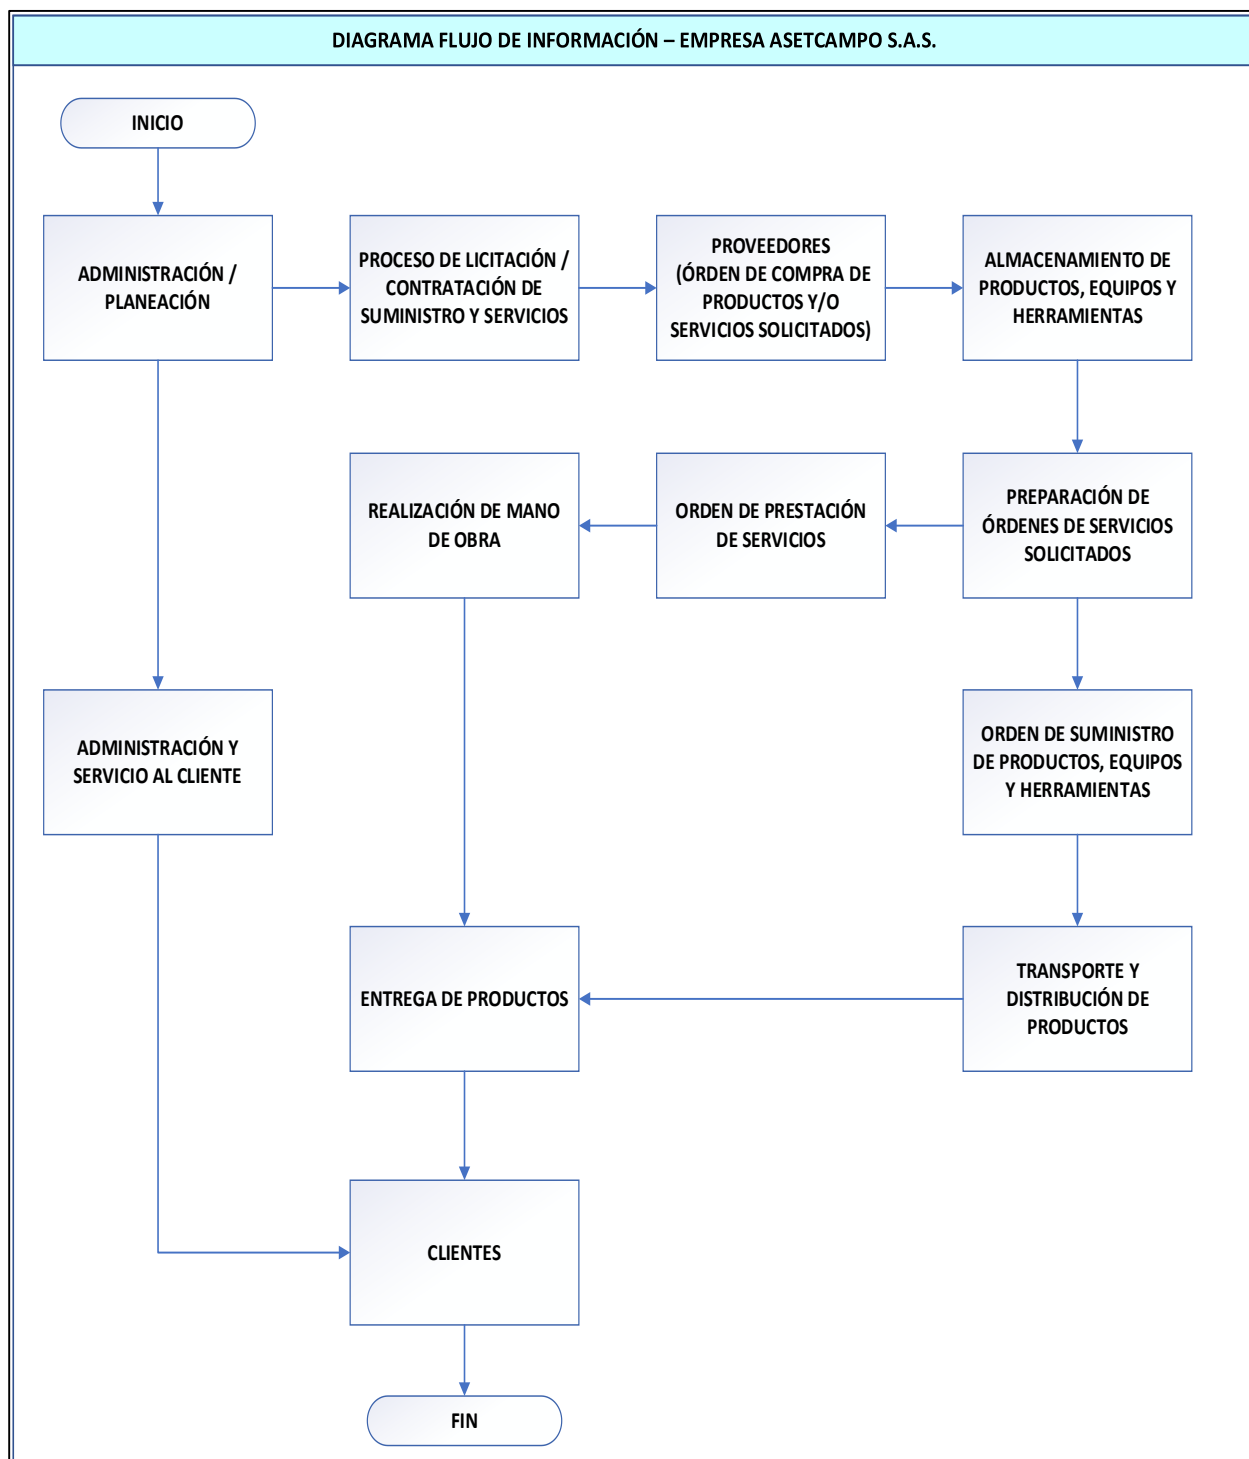 DIAGRAMA FLUJO DE INFORMACIÓN – EMPRESA ASETCAMPO S.A.S.
INICIO
ADMINISTRACIÓN /
PLANEACIÓN
PROCESO DE LICITACIÓN /
CONTRATACIÓN DE
SUMINISTRO Y SERVICIOS
PROVEEDORES
(ÓRDEN DE COMPRA DE
PRODUCTOS Y/O
SERVICIOS SOLICITADOS)
ALMACENAMIENTO DE
PRODUCTOS, EQUIPOS Y
HERRAMIENTAS
REALIZACIÓN DE MANO
DE OBRA
ORDEN DE PRESTACIÓN
DE SERVICIOS
PREPARACIÓN DE
ÓRDENES DE SERVICIOS
SOLICITADOS
ADMINISTRACIÓN Y
SERVICIO AL CLIENTE
ORDEN DE SUMINISTRO
DE PRODUCTOS, EQUIPOS
Y HERRAMIENTAS
ENTREGA DE PRODUCTOS
TRANSPORTE Y
DISTRIBUCIÓN DE
PRODUCTOS
CLIENTES
FIN